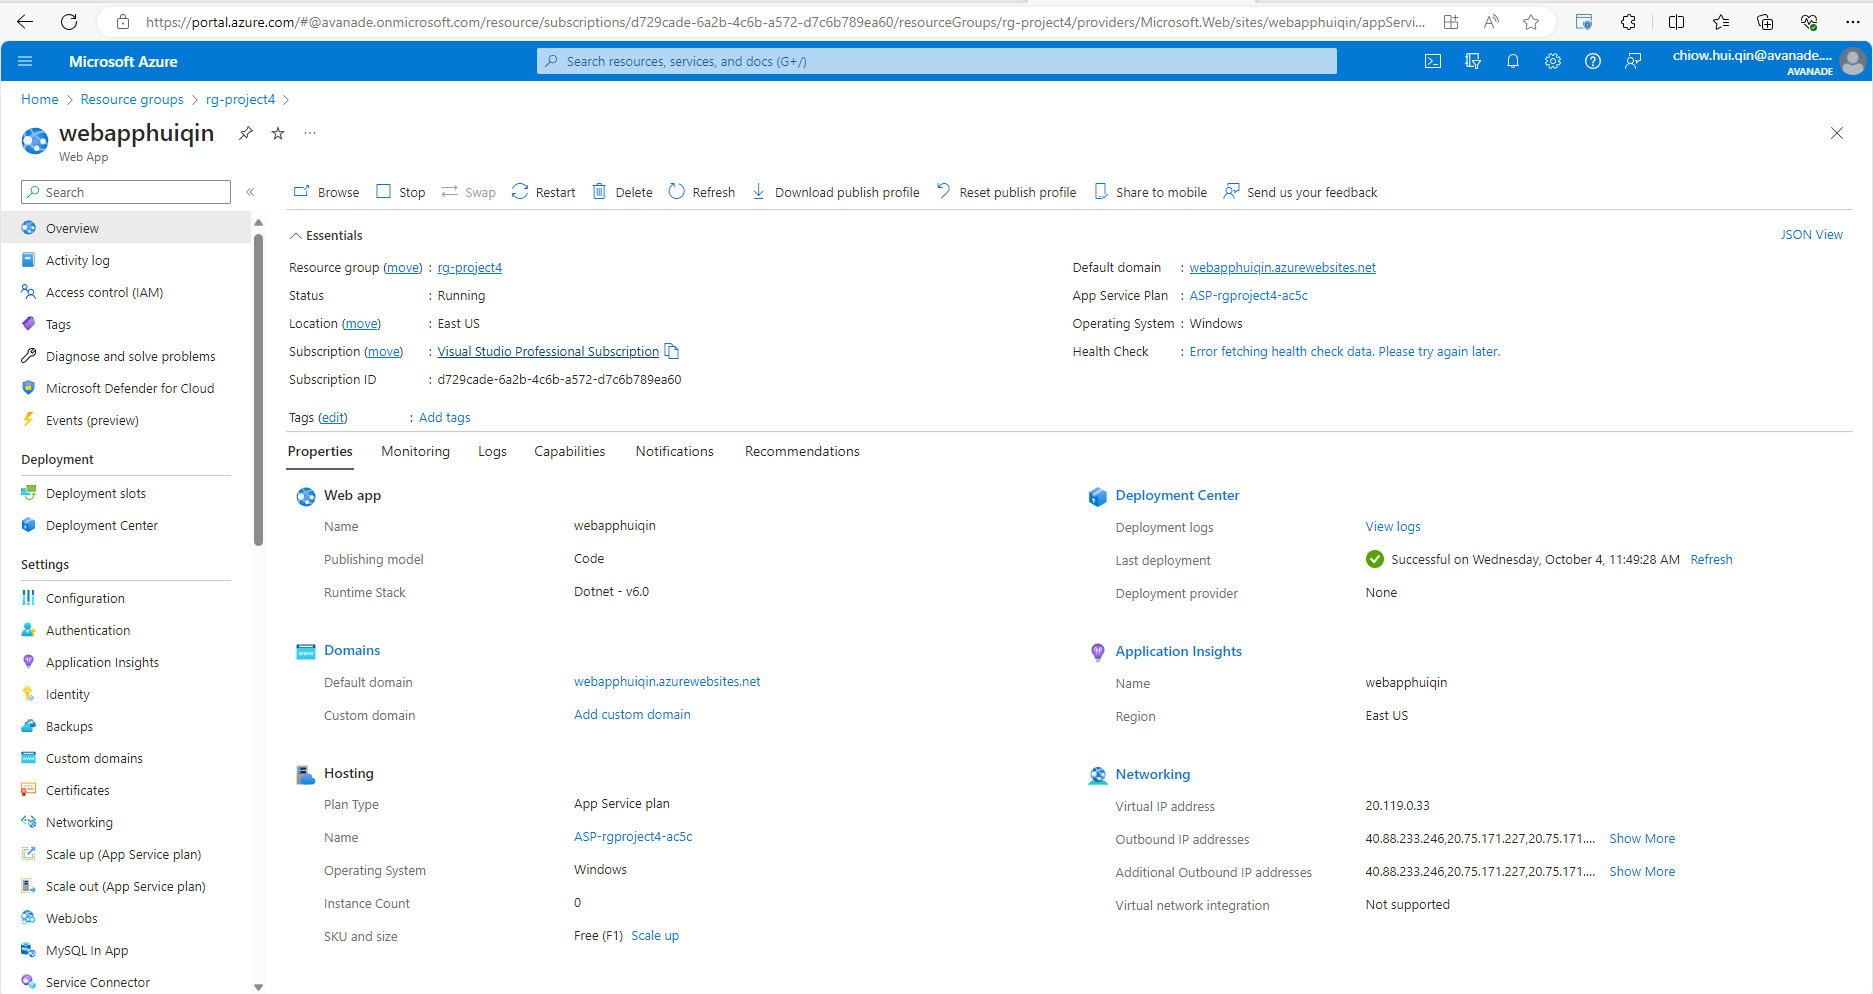 https://portal.azure.com/#@avanade.onmicrosoft.com/resource/subscriptions/d729cade-6a2b-4c6b-a572-d7c6b789ea60/resourceGroups/rg-project4/providers/Microsoft.Web/sites/webapphuiqin/appServi...
Microsoft Azure
Search resources, services, and docs (G+/)
chiow.hui.qin@avanade....
AVANADE
Home > Resource groups > rg-project4 >
webapphuiqin
Web App
Search
Browse Stop Swap Restart Delete Refresh Download publish profile Reset publish profile Share to mobile Send us your feedback
Overview
Activity log
Access control (IAM)
Tags
Diagnose and solve problems
Microsoft Defender for Cloud
Events (preview)
Deployment
Deployment slots
Deployment Center
Settings
Configuration
Authentication
Application Insights
Identity
Backups
Custom domains
Certificates
Networking
Scale up (App Service plan)
Scale out (App Service plan)
WebJobs
MySQL In App
Service Connector
Essentials
JSON View
Resource group (move) : rg-project4
Status : Running
Location (move) : East US
Subscription (move) : Visual Studio Professional Subscription
Subscription ID : d729cade-6a2b-4c6b-a572-d7c6b789ea60
Default domain : webapphuiqin.azurewebsites.net
App Service Plan : ASP-rgproject4-ac5c
Operating System : Windows
Health Check : Error fetching health check data. Please try again later.
Tags (edit) : Add tags
Properties Monitoring Logs Capabilities Notifications Recommendations
Web app
Name webapphuiqin
Publishing model Code
Runtime Stack Dotnet - v6.0
Domains
Default domain webapphuiqin.azurewebsites.net
Custom domain Add custom domain
Hosting
Plan Type App Service plan
Name ASP-rgproject4-ac5c
Operating System Windows
Instance Count 0
SKU and size Free (F1) Scale up
Deployment Center
Deployment logs View logs
Last deployment Successful on Wednesday, October 4, 11:49:28 AM Refresh
Deployment provider None
Application Insights
Name webapphuiqin
Region East US
Networking
Virtual IP address 20.119.0.33
Outbound IP addresses 40.88.233.246,20.75.171.227,20.75.171.... Show More
Additional Outbound IP addresses 40.88.233.246,20.75.171.227,20.75.171.... Show More
Virtual network integration Not supported